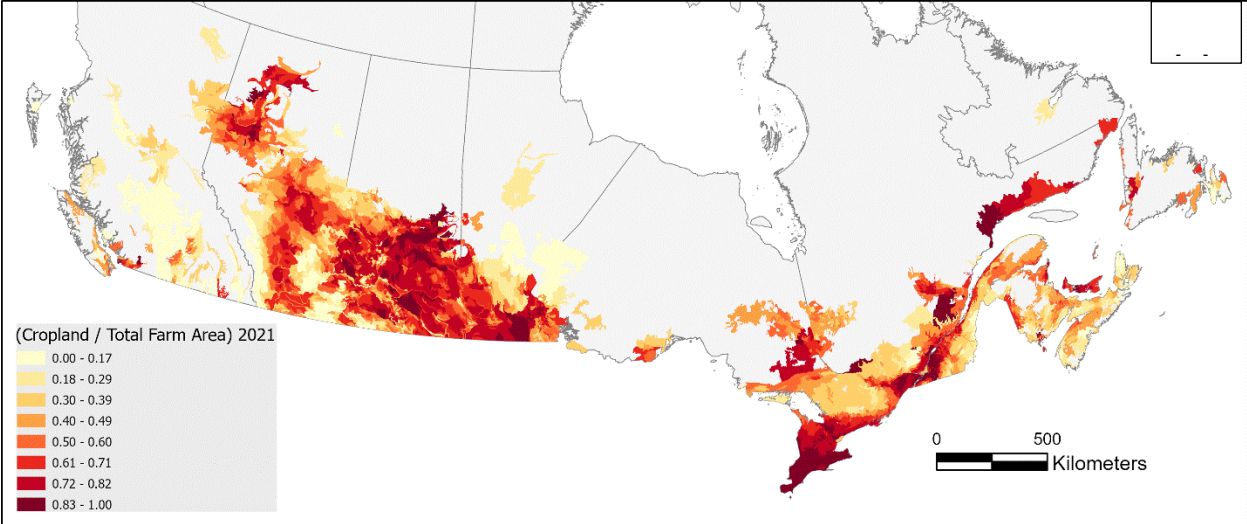 - -
(Cropland / Total Farm Area) 2021
0.00 - 0.17
0.18 - 0.29
0.30 - 0.39
0.40 - 0.49
0.50 - 0.60
0.61 - 0.71
0.72 - 0.82
0.83 - 1.00
0 500
Kilometers